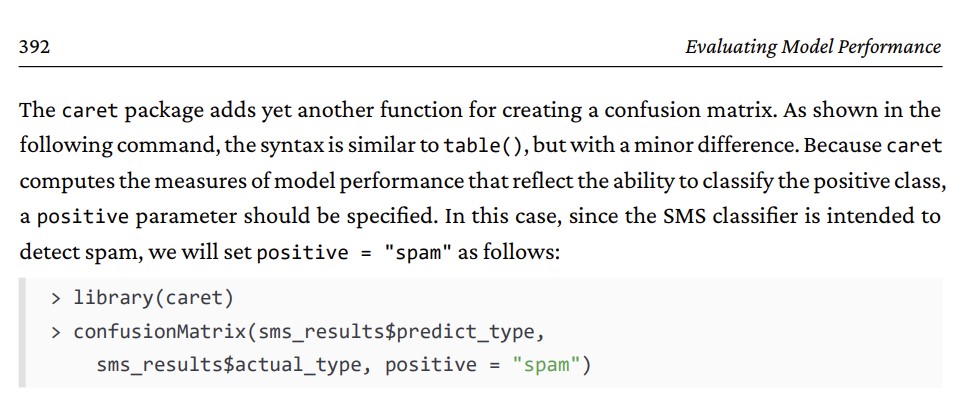 392
Evaluating Model Performance
The caret package adds yet another function for creating a confusion matrix. As shown in the
following command, the syntax is similar to table(), but with a minor difference. Because caret
computes the measures of model performance that reflect the ability to classify the positive class,
a positive parameter should be specified. In this case, since the SMS classifier is intended to
detect spam, we will set positive = "spam" as follows:
> library(caret)
> confusionMatrix(sms_results$predict_type,
sms_results$actual_type, positive = "spam")